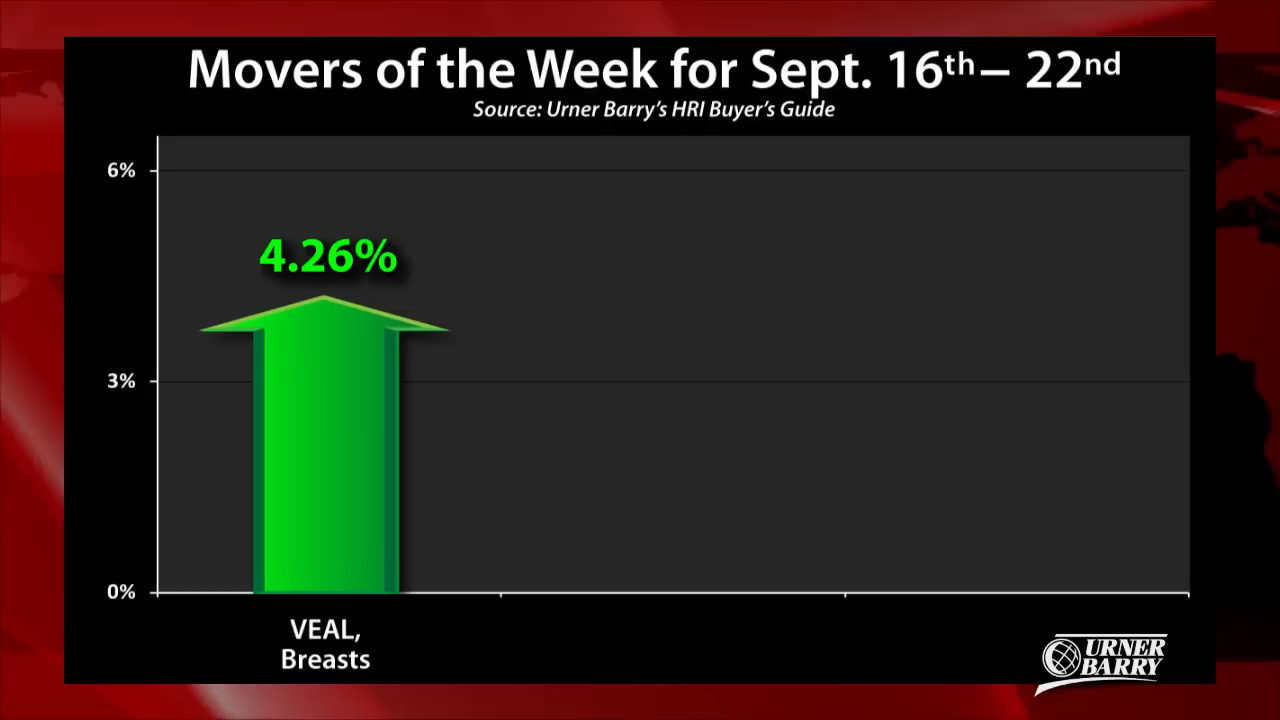 Movers of the Week for Sept. 16th – 22nd
Source: Urner Barry's HRI Buyer's Guide
6%
4.26%
3%
0%
VEAL,
Breasts
URNER
BARRY